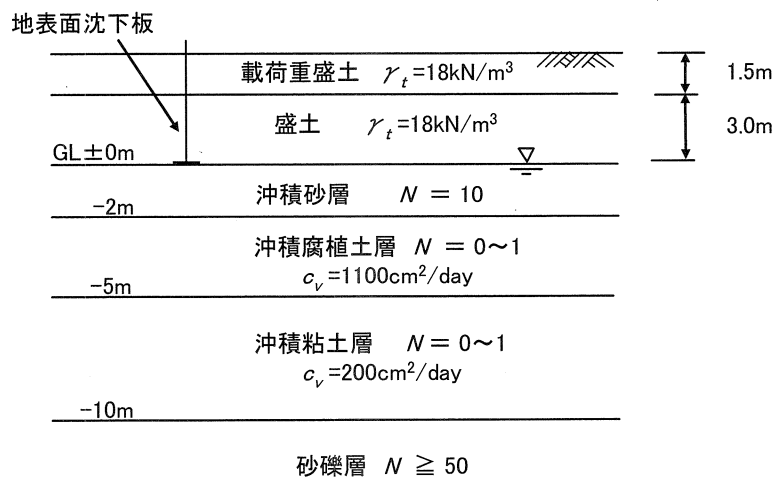 地表面沈下板
載荷重盛土 γt=18kN/m³
1.5m
盛土 γt=18kN/m³
3.0m
GL±0m
沖積砂層 N = 10
-2m
沖積腐植土層 N = 0~1
cv=1100cm²/day
-5m
沖積粘土層 N = 0~1
cv=200cm²/day
-10m
砂礫層 N ≧ 50